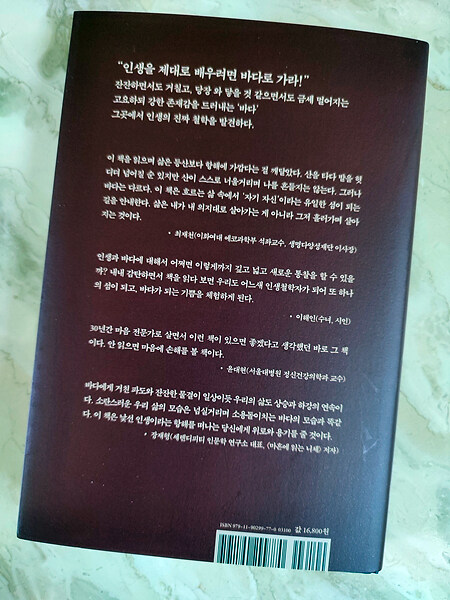 "인생을 제대로 배우려면 바다로 가라!"
잔잔하면서도 거칠고, 당장 와 닿을 것 같으면서도 금세 멀어지는
고요하되 강한 존재감을 드러내는 '바다'
그곳에서 인생의 진짜 철학을 발견하다.
이 책을 읽으며 삶은 등산보다 항해에 가깝다는 걸 깨달았다. 산을 타다 발을 헛
디뎌 넘어질 순 있지만 산이 스스로 너울거리며 나를 흔들지는 않는다. 그러나
바다는 다르다. 이 책은 흐르는 삶 속에서 '자기 자신'이라는 유일한 섬이 되는
길을 안내한다. 삶은 내가 내 의지대로 살아가는 게 아니라 그저 흘러가며 살아
지는 것이다.
• 최재천(이화여대 에코과학부 석좌교수, 생명다양성재단 이사장)
인생과 바다에 대해서 어쩌면 이렇게까지 깊고 넓고 새로운 통찰을 할 수 있을
까? 내내 감탄하면서 책을 읽다 보면 우리도 어느새 인생철학자가 되어 또 하나
의 섬이 되고, 바다가 되는 기쁨을 체험하게 된다.
• 이해인(수녀, 시인)
30년간 마음 전문가로 살면서 이런 책이 있으면 좋겠다고 생각했던 바로 그 책
이다. 안 읽으면 마음에 손해를 볼 책이다.
• 윤대현(서울대병원 정신건강의학과 교수)
바다에게 거친 파도와 잔잔한 물결이 일상이듯 우리의 삶도 상승과 하강의 연속이
다. 소란스러운 우리 삶의 모습은 넘실거리며 소용돌이치는 바다의 모습과 똑같
다. 이 책은 낯선 인생이라는 항해를 떠나는 당신에게 위로와 용기를 줄 것이다.
• 장재형(세렌디피티 인문학 연구소 대표, 《마흔에 읽는 니체》 저자)
ISBN 979-11-90299-77-0 03100 값 16,800원